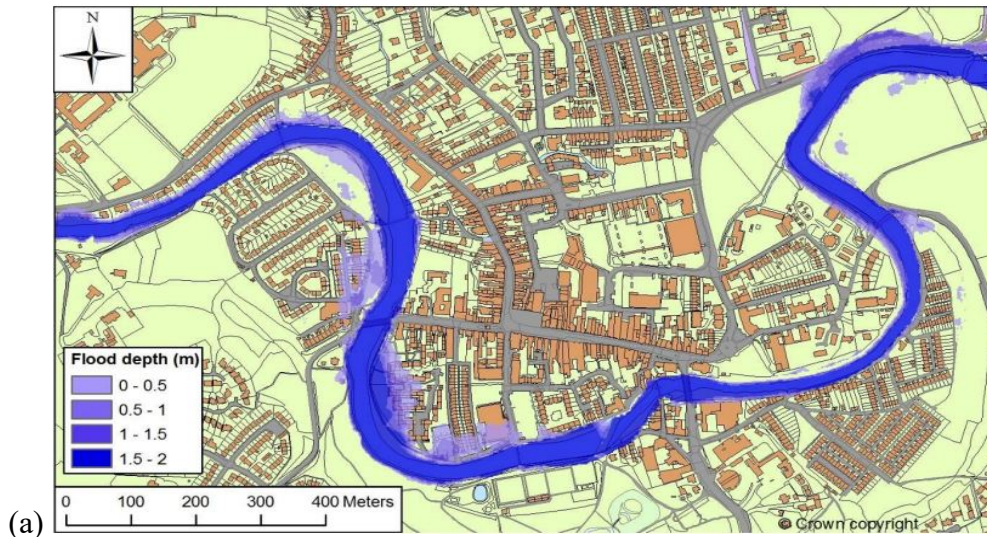 N
Flood depth (m)
0 - 0.5
0.5 - 1
1 - 1.5
1.5 - 2
0 100 200 300 400 Meters
© Crown copyright
(a)